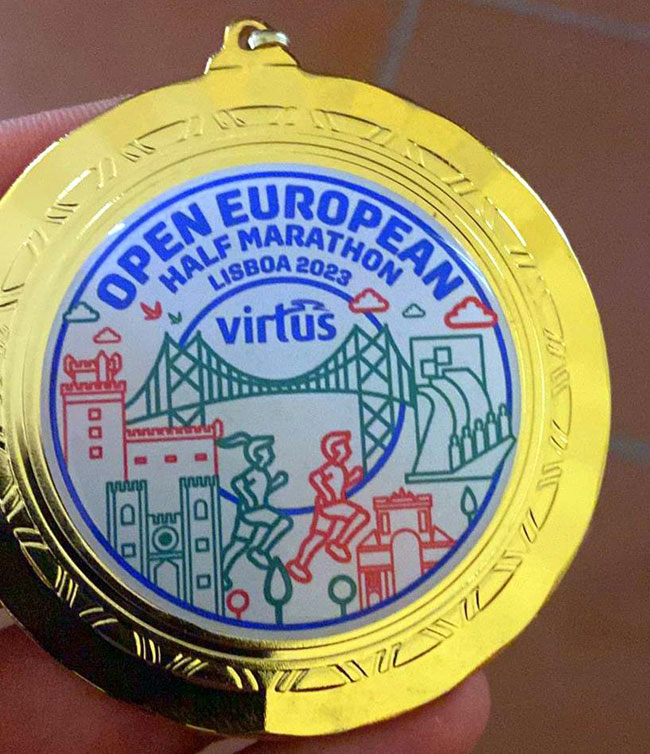 OPEN EUROPEAN
HALF MARATHON
LISBOA 2023
virtus